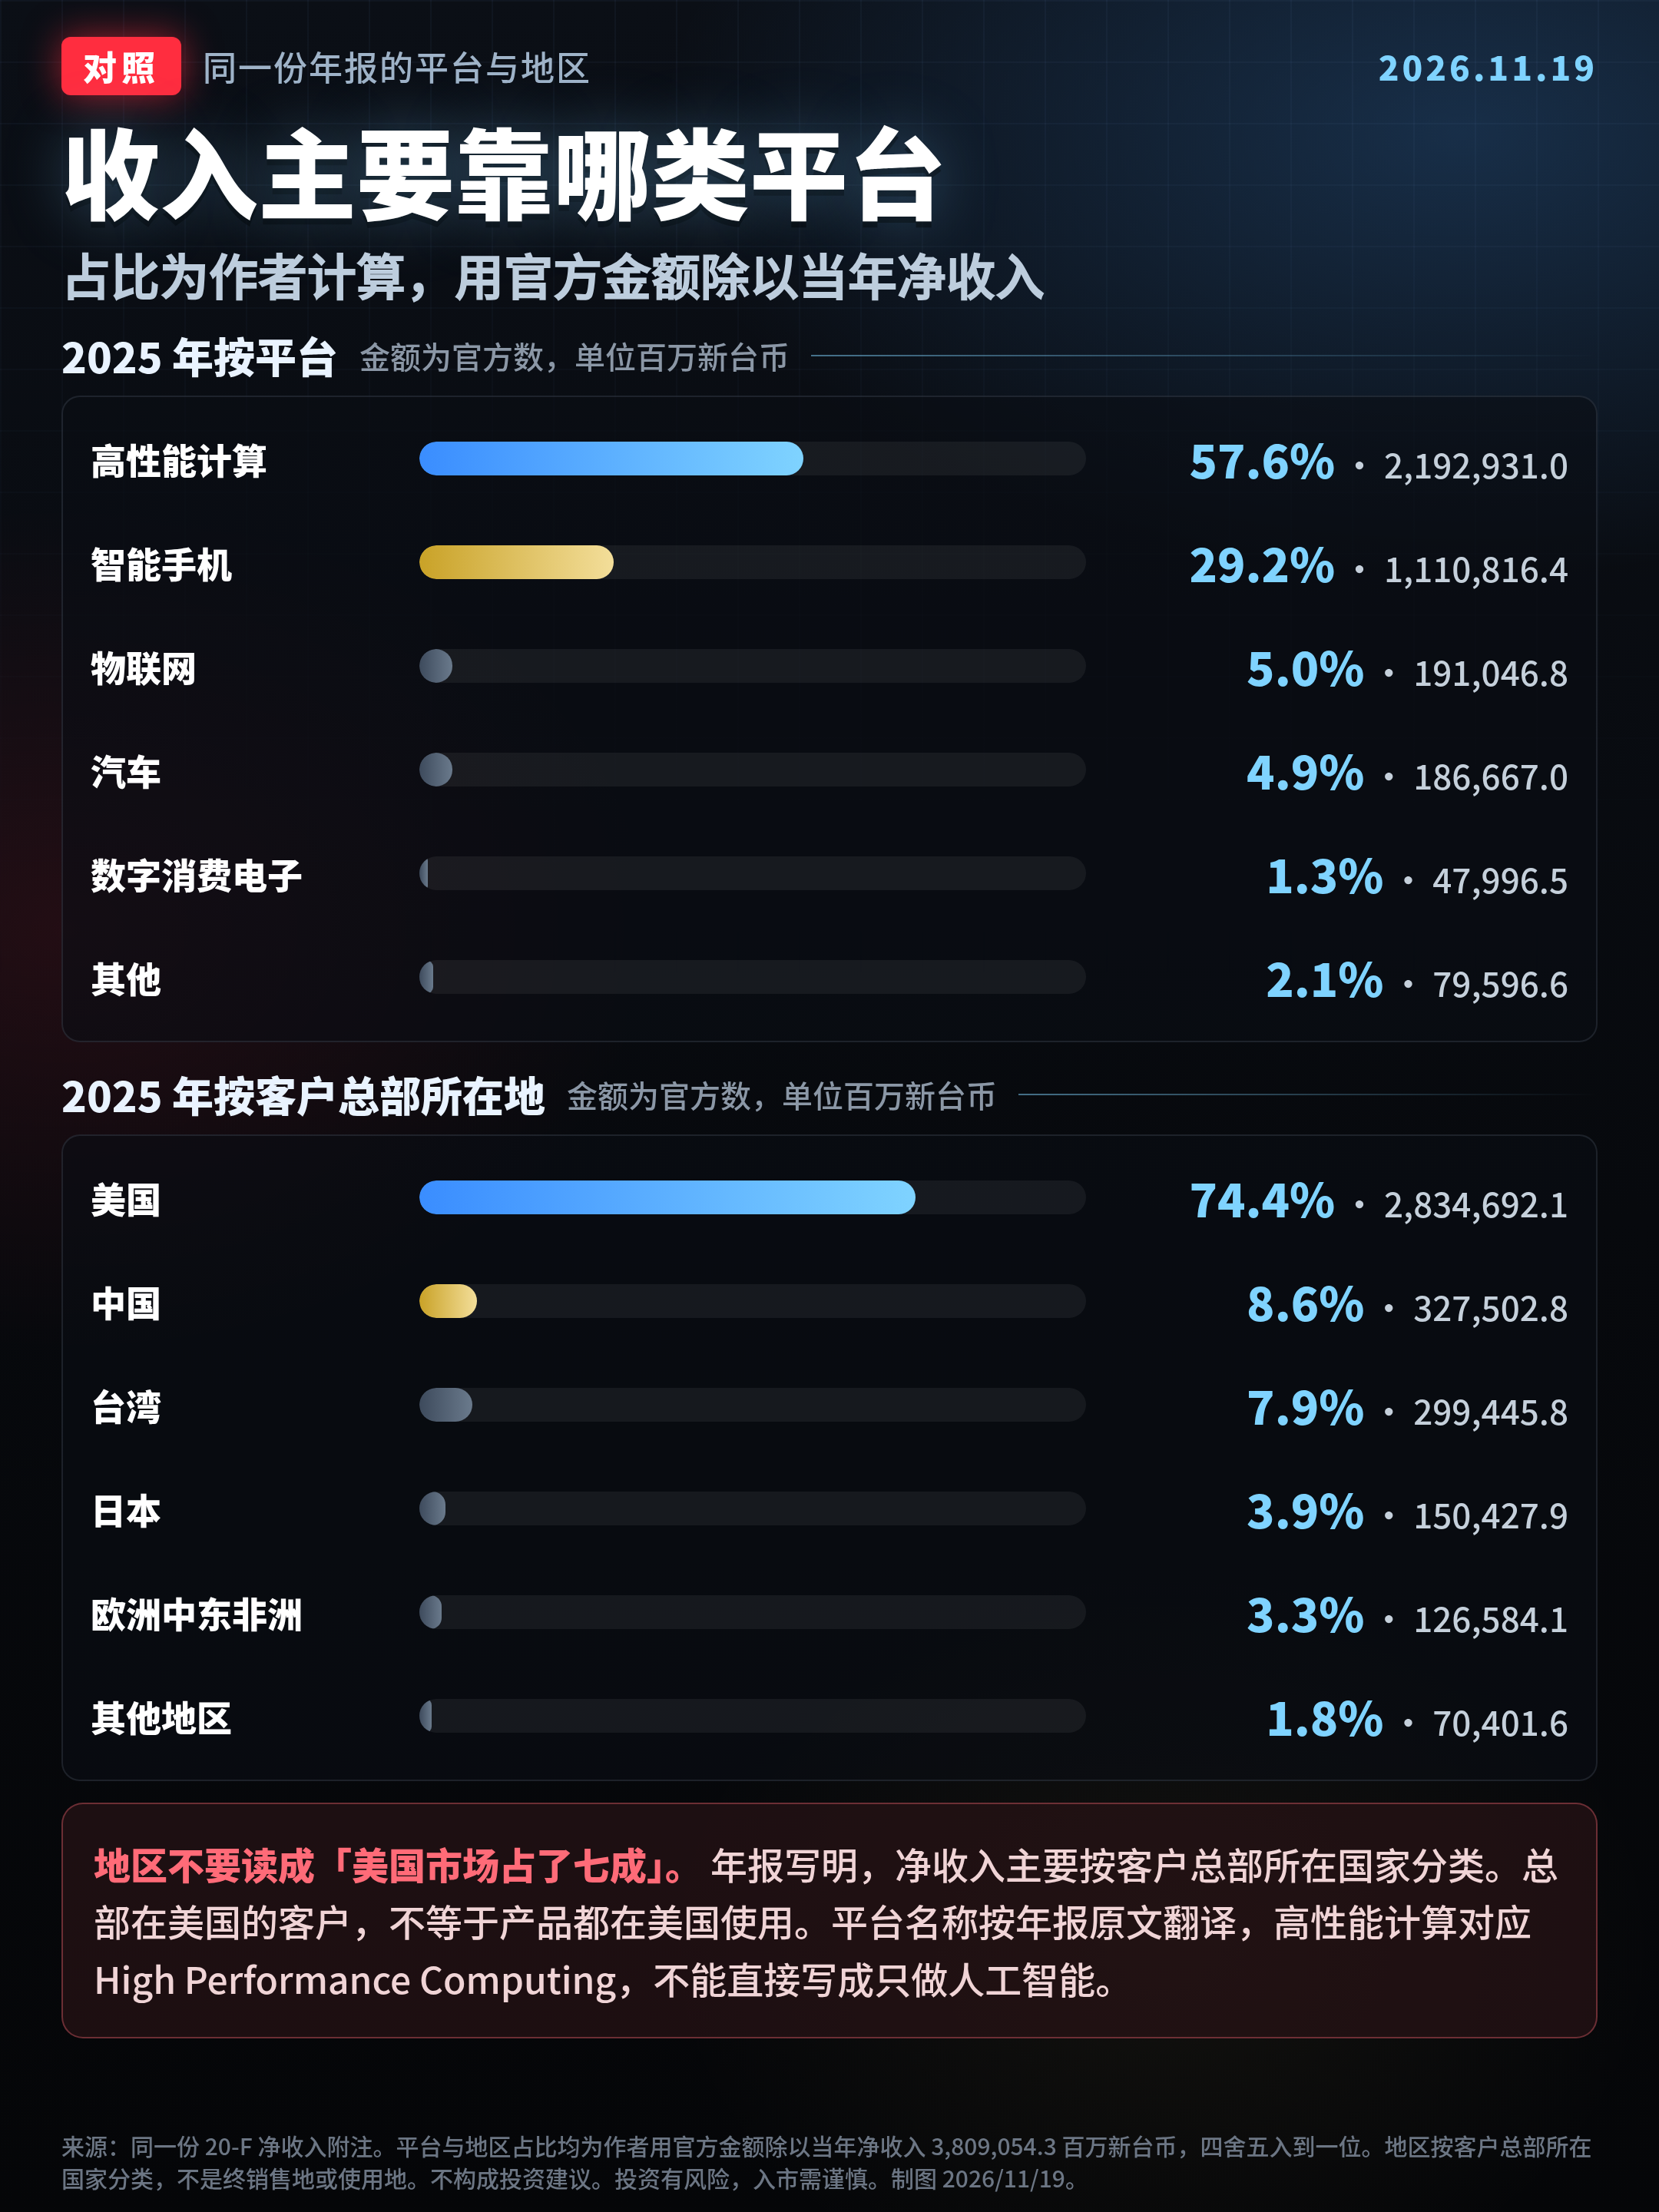 对照 同一份年报的平台与地区 2026.11.19
收入主要靠哪类平台
占比为作者计算，用官方金额除以当年净收入
2025 年按平台 金额为官方数，单位百万新台币
高性能计算 57.6% · 2,192,931.0
智能手机 29.2% · 1,110,816.4
物联网 5.0% · 191,046.8
汽车 4.9% · 186,667.0
数字消费电子 1.3% · 47,996.5
其他 2.1% · 79,596.6
2025 年按客户总部所在地 金额为官方数，单位百万新台币
美国 74.4% · 2,834,692.1
中国 8.6% · 327,502.8
台湾 7.9% · 299,445.8
日本 3.9% · 150,427.9
欧洲中东非洲 3.3% · 126,584.1
其他地区 1.8% · 70,401.6
地区不要读成「美国市场占了七成」。 年报写明，净收入主要按客户总部所在国家分类。总
部在美国的客户，不等于产品都在美国使用。平台名称按年报原文翻译，高性能计算对应
High Performance Computing，不能直接写成只做人工智能。
来源：同一份 20-F 净收入附注。平台与地区占比均为作者用官方金额除以当年净收入 3,809,054.3 百万新台币，四舍五入到一位。地区按客户总部所在
国家分类，不是终销售地或使用地。不构成投资建议。投资有风险，入市需谨慎。制图 2026/11/19。